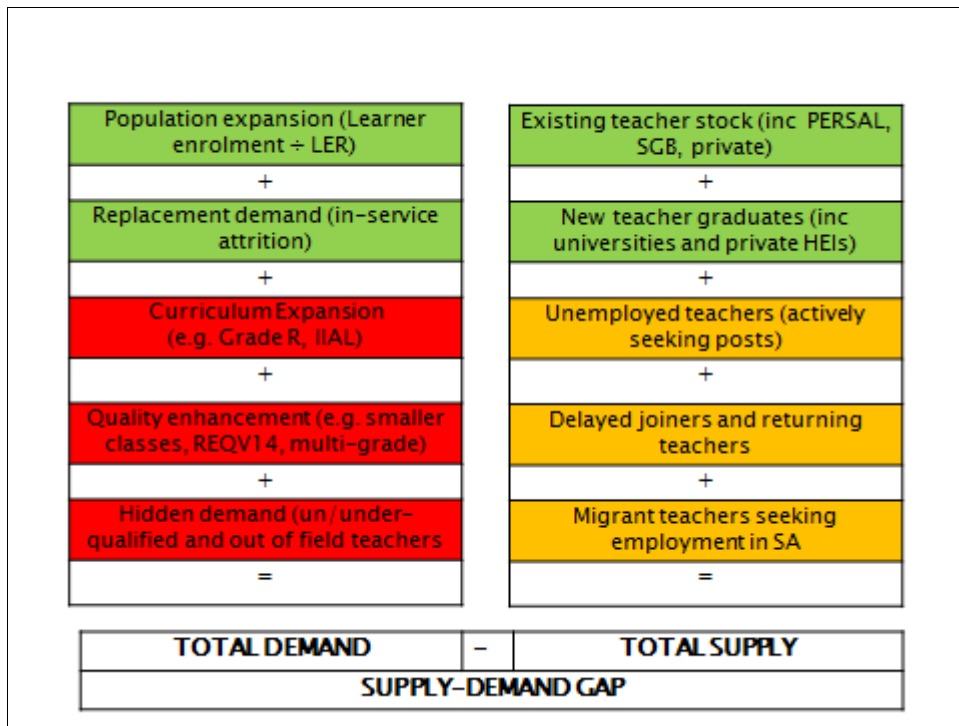 Population expansion (Learner
enrolment ÷ LER)
+
Replacement demand (in-service
attrition)
+
Curriculum Expansion
(e.g. Grade R, IIAL)
+
Quality enhancement (e.g. smaller
classes, REQV14, multi-grade)
+
Hidden demand (un/under-
qualified and out of field teachers
=
Existing teacher stock (inc PERSAL,
SGB, private)
+
New teacher graduates (inc
universities and private HEIs)
+
Unemployed teachers (actively
seeking posts)
+
Delayed joiners and returning
teachers
+
Migrant teachers seeking
employment in SA
=
TOTAL DEMAND - TOTAL SUPPLY
SUPPLY-DEMAND GAP